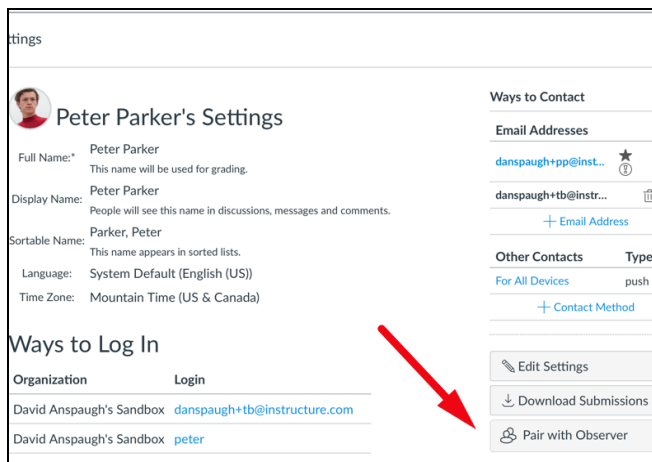 ttings
Peter Parker's Settings
Full Name:* Peter Parker
This name will be used for grading.
Display Name: Peter Parker
People will see this name in discussions, messages and comments.
Sortable Name: Parker, Peter
This name appears in sorted lists.
Language: System Default (English (US))
Time Zone: Mountain Time (US & Canada)
Ways to Log In
Organization Login
David Anspaugh's Sandbox danspaugh+tb@instructure.com
David Anspaugh's Sandbox peter
Ways to Contact
Email Addresses
danspaugh+pp@inst...
danspaugh+tb@instr...
+ Email Address
Other Contacts Type
For All Devices push
+ Contact Method
Edit Settings
Download Submissions
Pair with Observer